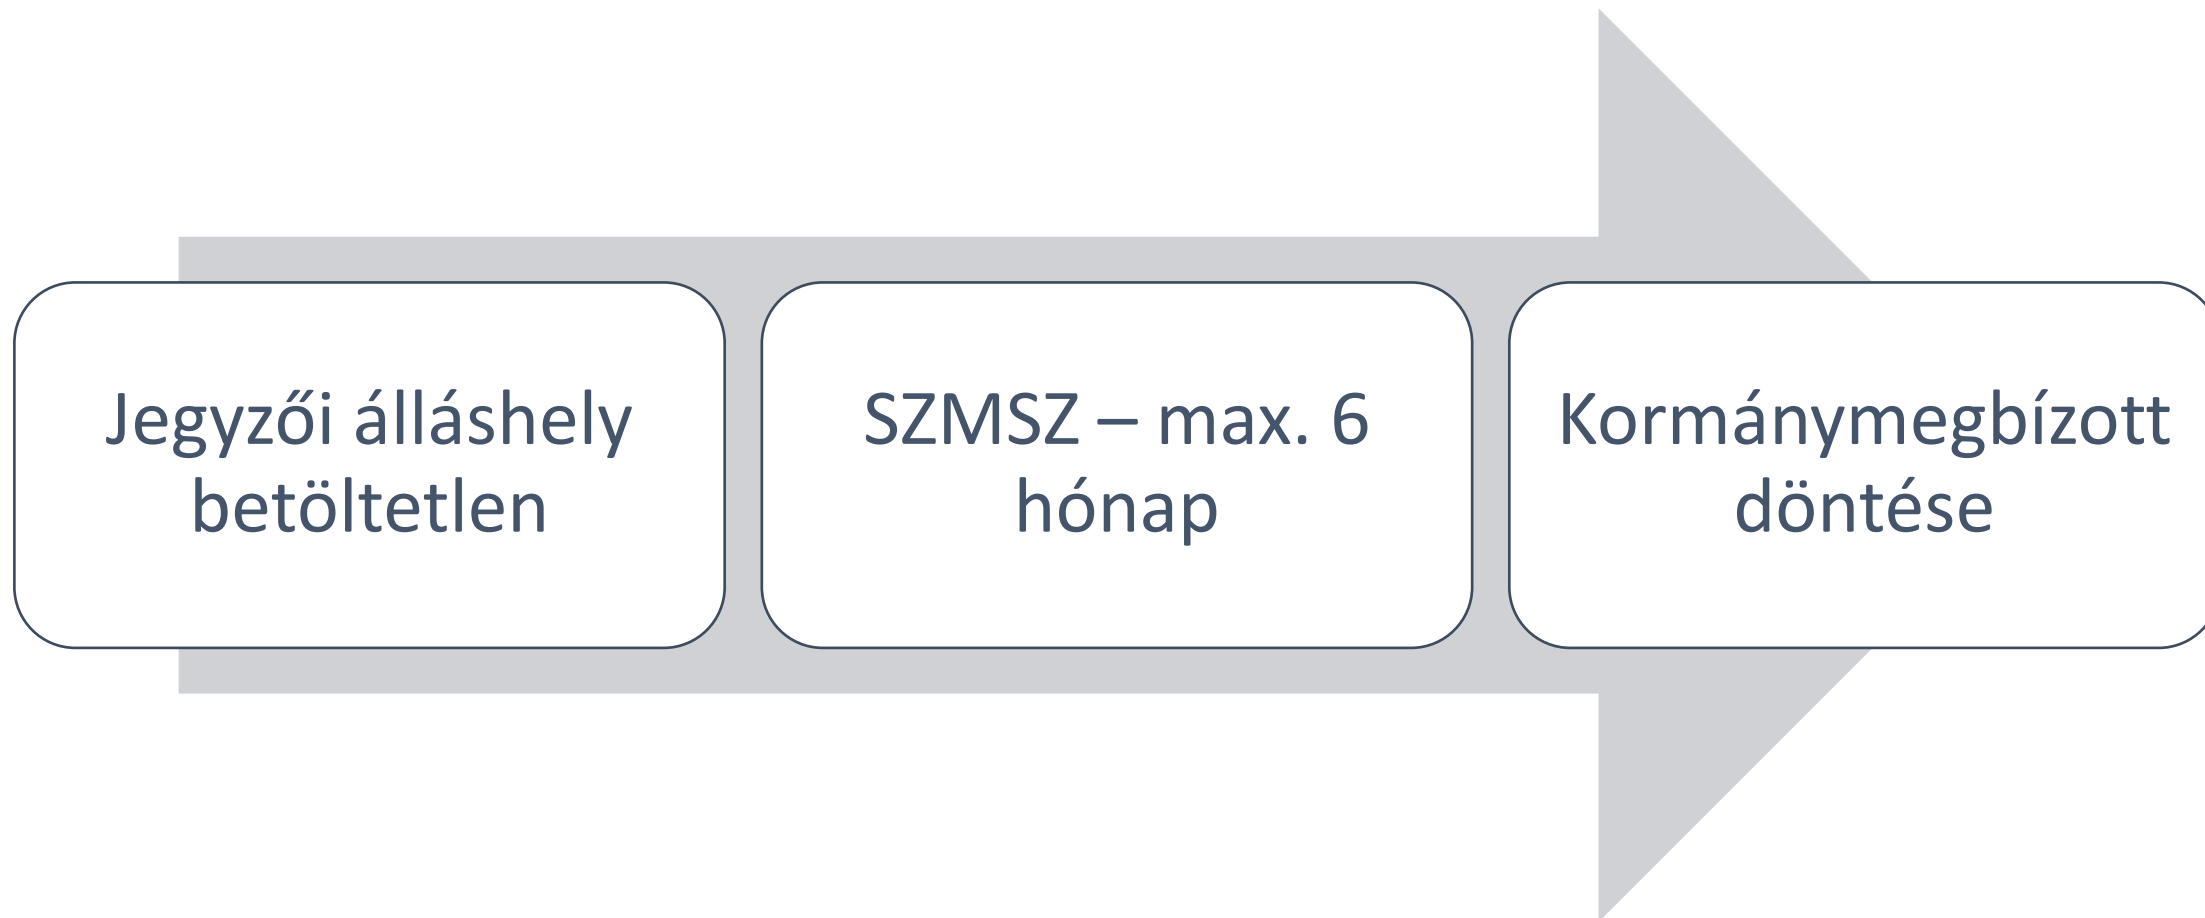 Jegyzői álláshely
betöltetlen
SZMSZ – max. 6
hónap
Kormánymegbízott
döntése